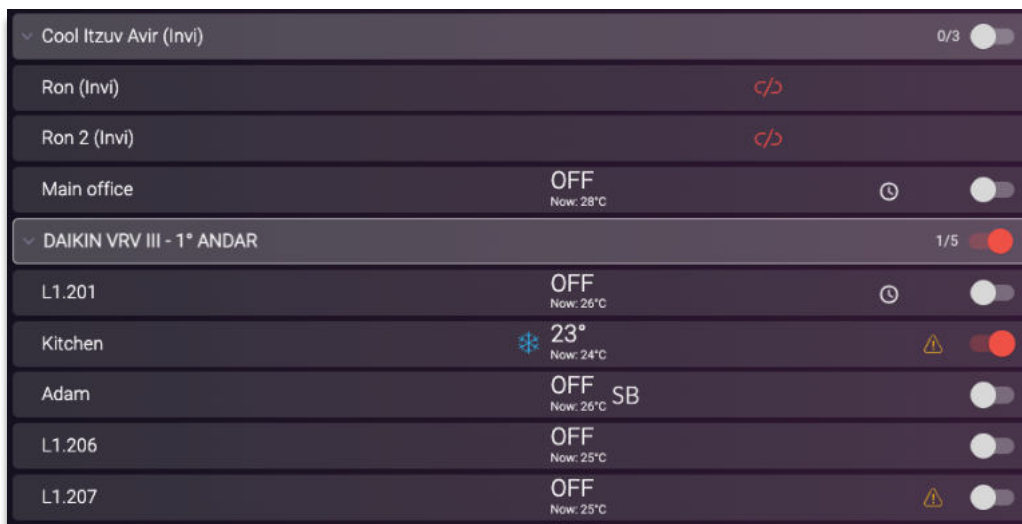 Cool Itzuv Avir (Invi) 0/3
Ron (Invi)
Ron 2 (Invi)
Main office OFF
Now: 28°C
DAIKIN VRV III - 1° ANDAR 1/5
L1.201 OFF
Now: 26°C
Kitchen 23°
Now: 24°C
Adam OFF SB
Now: 26°C
L1.206 OFF
Now: 25°C
L1.207 OFF
Now: 25°C